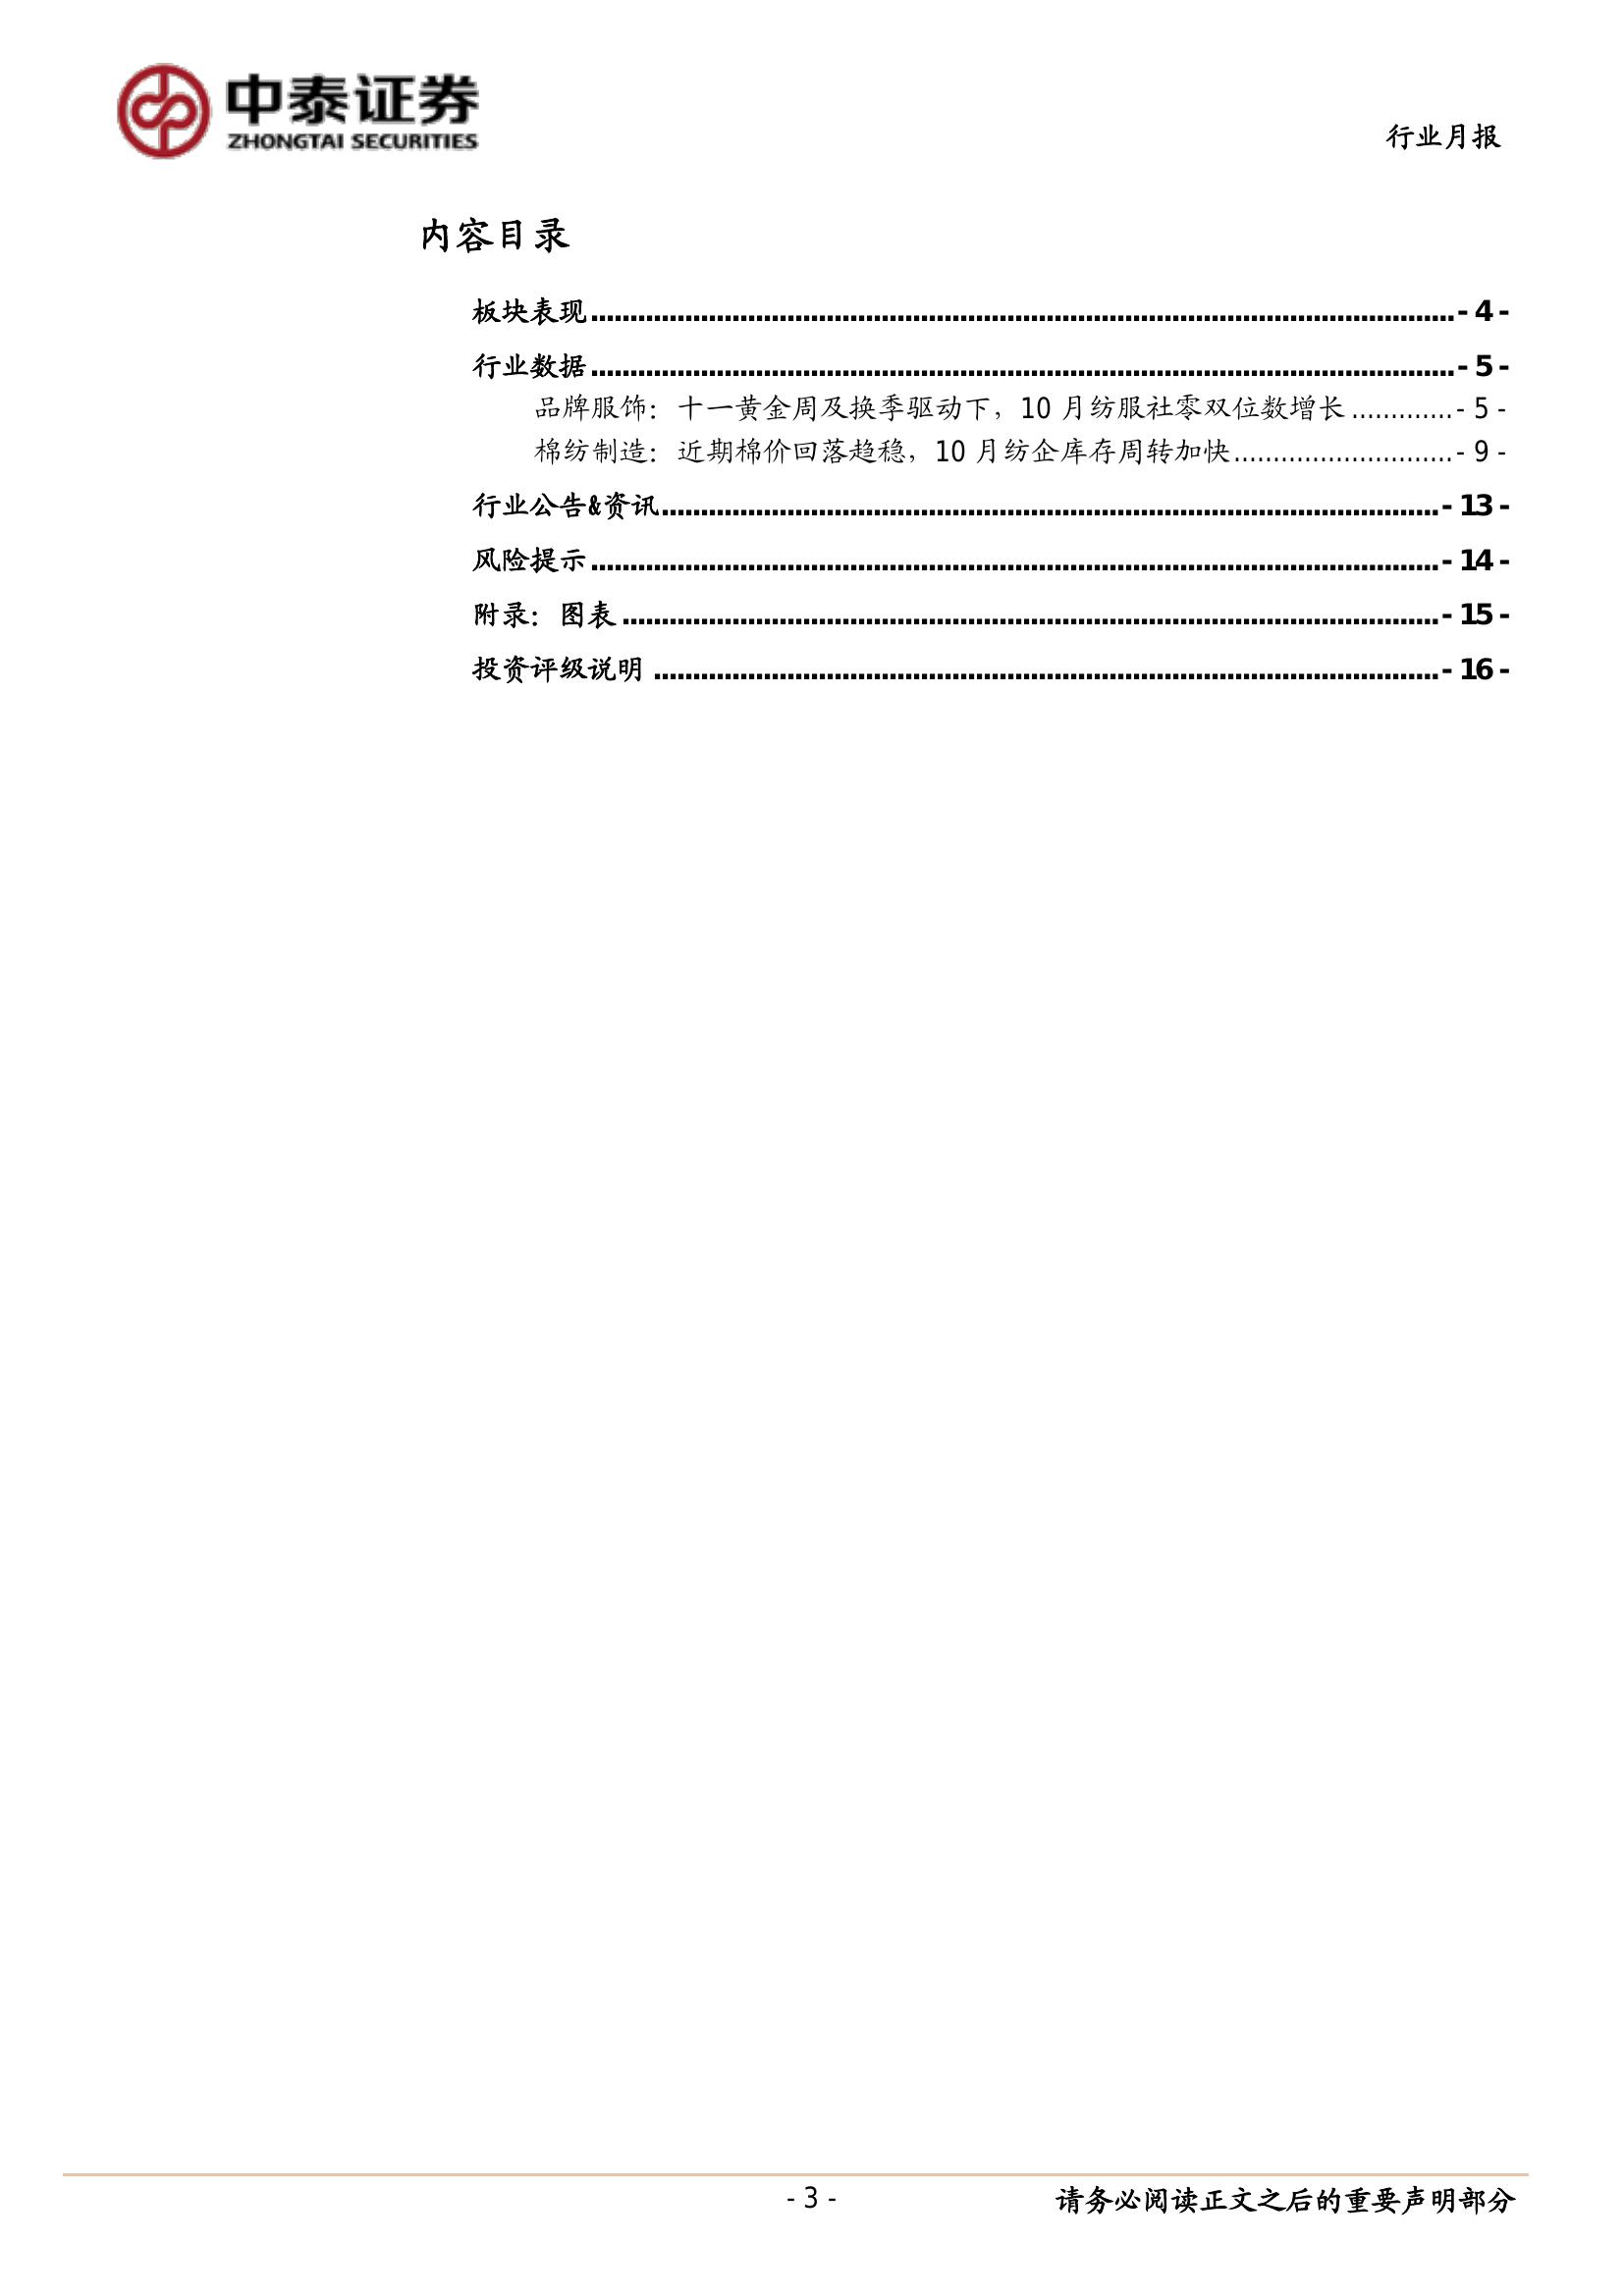 中泰证券
ZHONGTAI SECURITIES
行业月报
内容目录
板块表现 - 4 -
行业数据 - 5 -
品牌服饰：十一黄金周及换季驱动下，10 月纺服社零双位数增长 - 5 -
棉纺制造：近期棉价回落趋稳，10 月纺企库存周转加快 - 9 -
行业公告&资讯 - 13 -
风险提示 - 14 -
附录：图表 - 15 -
投资评级说明 - 16 -
- 3 -
请务必阅读正文之后的重要声明部分